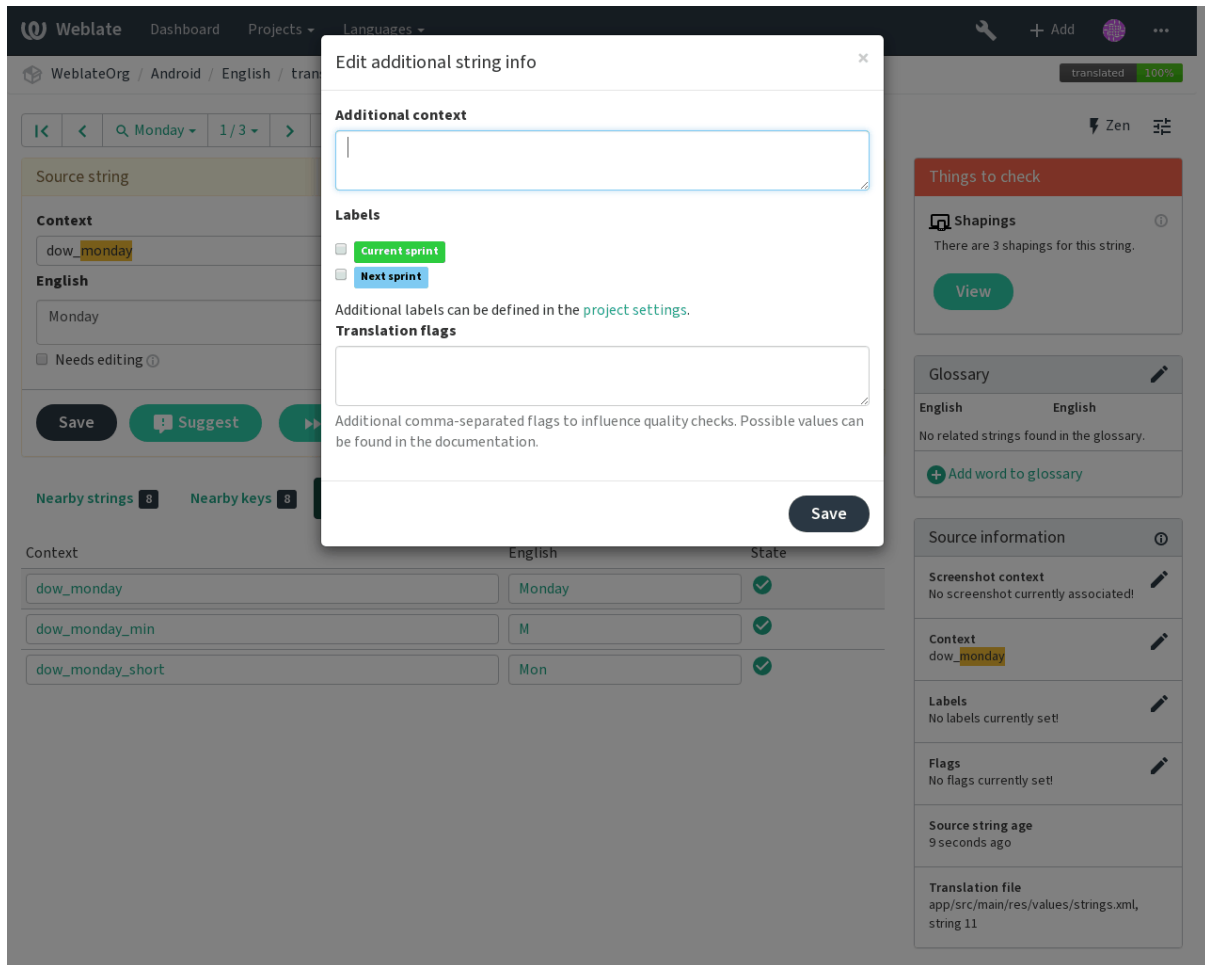 Weblate Dashboard Projects Languages Add
WeblateOrg / Android / English / tran
translated 100%
Monday 1 / 3
Zen
Edit additional string info ×
Additional context
Labels
Current sprint
Next sprint
Additional labels can be defined in the project settings.
Translation flags
Additional comma-separated flags to influence quality checks. Possible values can
be found in the documentation.
Save
Source string
Context
dow_monday
English
Monday
Needs editing
Save Suggest
Nearby strings 8 Nearby keys 8
Context English State
dow_monday Monday
dow_monday_min M
dow_monday_short Mon
Things to check
Shapings
There are 3 shapings for this string.
View
Glossary
English English
No related strings found in the glossary.
Add word to glossary
Source information
Screenshot context
No screenshot currently associated!
Context
dow_monday
Labels
No labels currently set!
Flags
No flags currently set!
Source string age
9 seconds ago
Translation file
app/src/main/res/values/strings.xml,
string 11